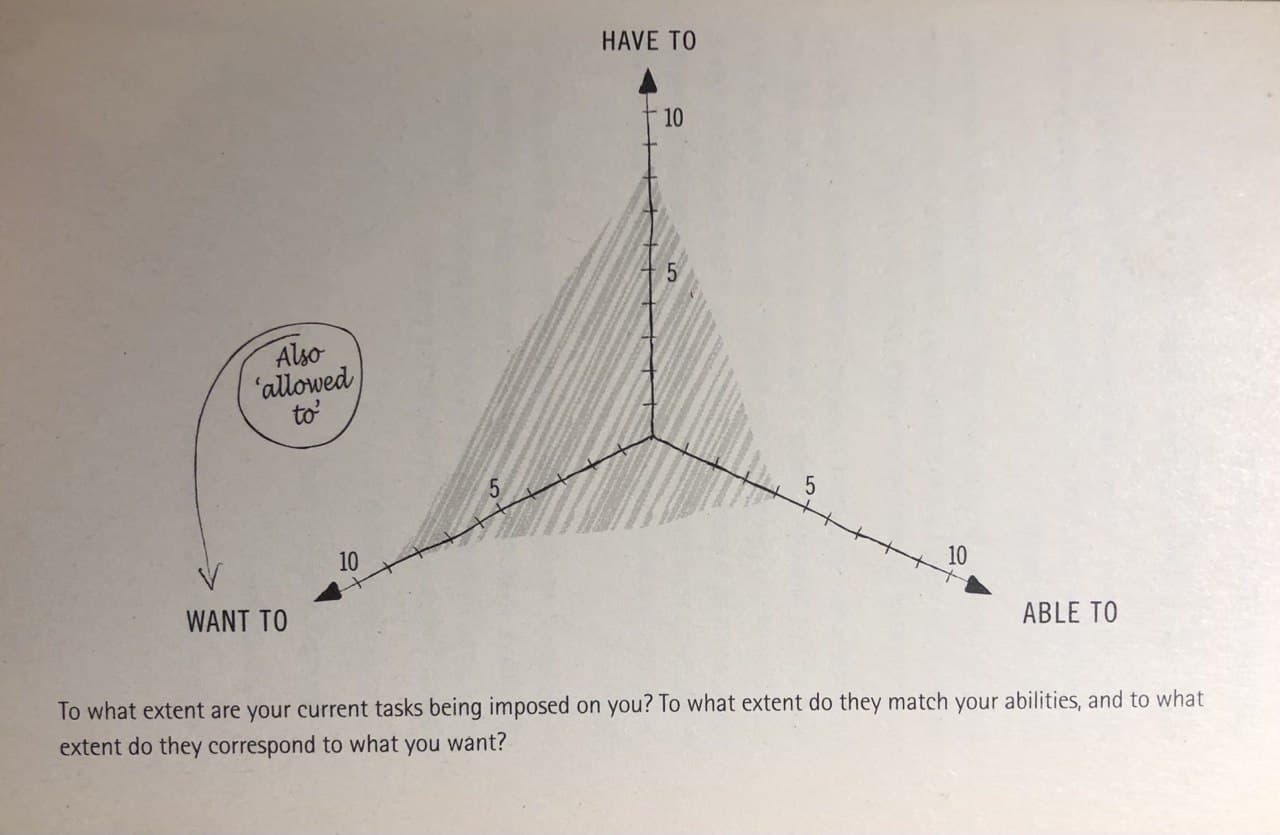 HAVE TO
10
5
Also
‘allowed
to’
5
5
10
10
WANT TO
ABLE TO
To what extent are your current tasks being imposed on you? To what extent do they match your abilities, and to what
extent do they correspond to what you want?